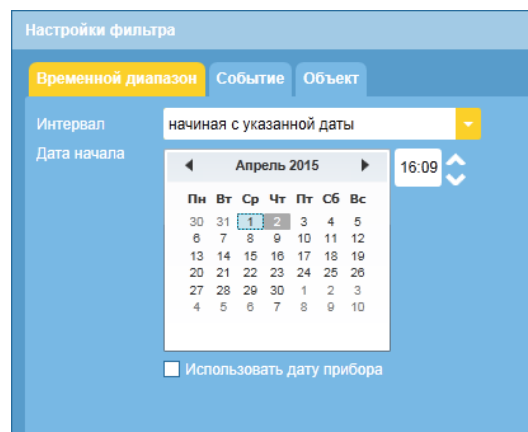 Настройки фильтра
Временной диапазон Событие Объект
Интервал начиная с указанной даты
Дата начала
Апрель 2015 16:09
Пн Вт Ср Чт Пт Сб Вс
30 31 1 2 3 4 5
6 7 8 9 10 11 12
13 14 15 16 17 18 19
20 21 22 23 24 25 26
27 28 29 30 1 2 3
4 5 6 7 8 9 10
Использовать дату прибора